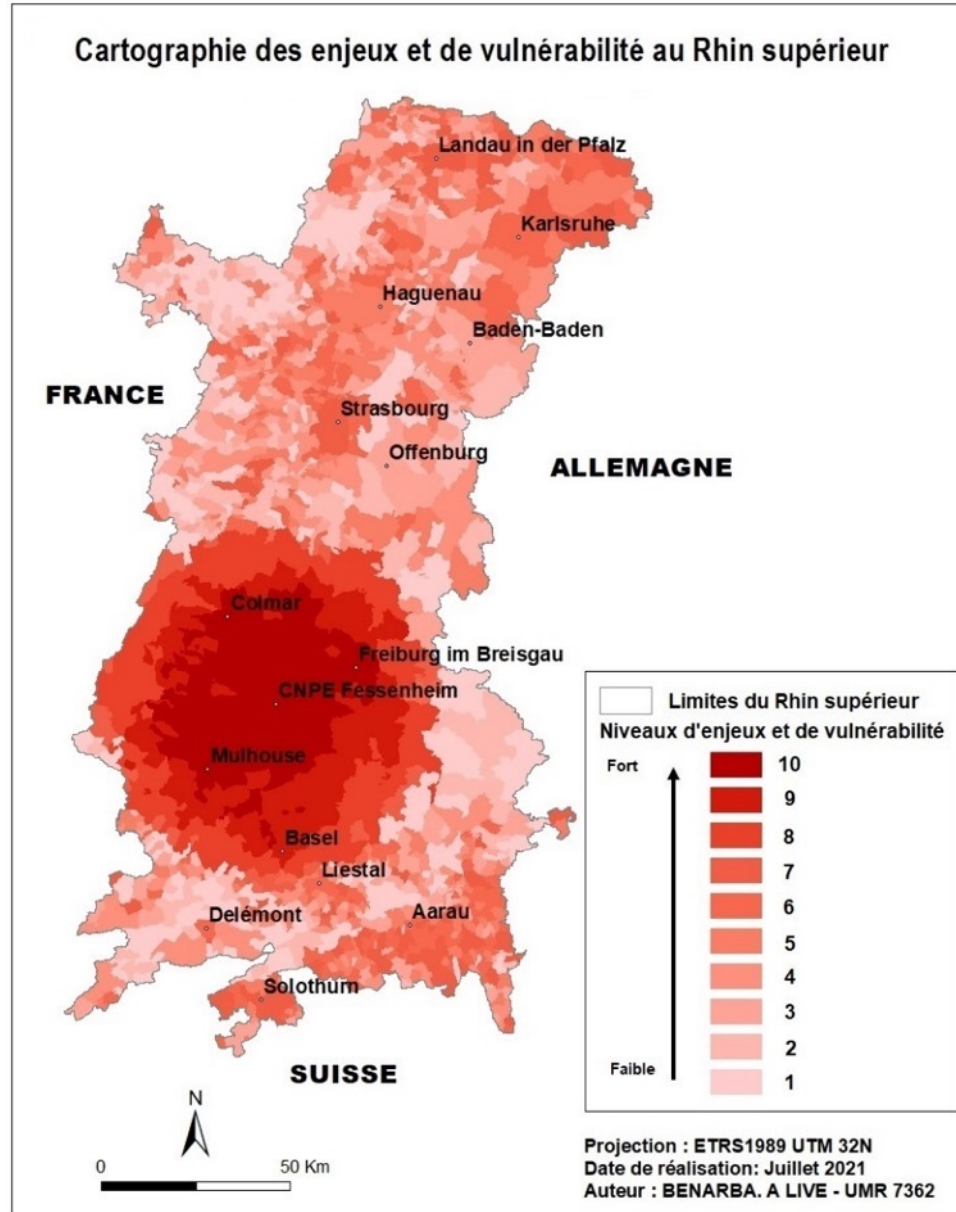 Cartographie des enjeux et de vulnérabilité au Rhin supérieur
Landau in der Pfalz
Karlsruhe
Haguenau
Baden-Baden
FRANCE
Strasbourg
Offenburg
ALLEMAGNE
Colmar
Freiburg im Breisgau
CNPE Fessenheim
Mulhouse
Basel
Liestal
Delémont
Aarau
Solothurn
SUISSE
Limites du Rhin supérieur
Niveaux d'enjeux et de vulnérabilité
Fort
10
9
8
7
6
5
4
3
2
Faible
1
N
0 50 Km
Projection : ETRS1989 UTM 32N
Date de réalisation: Juillet 2021
Auteur : BENARBA. A LIVE - UMR 7362